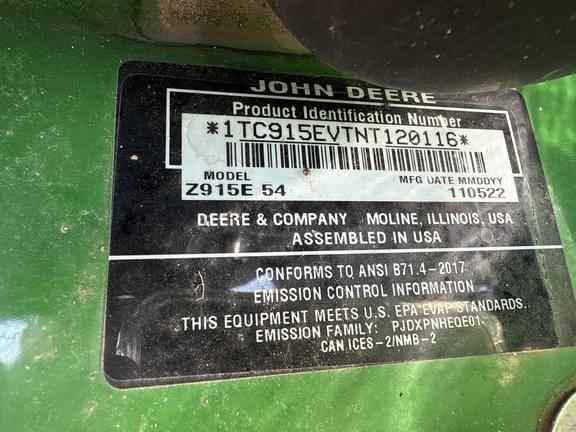 JOHN DEERE
Product Identification Number
*1TC915EVTNT120116*
MODEL MFG DATE MMDDYY
Z915E 54 110522
DEERE & COMPANY MOLINE, ILLINOIS, USA
ASSEMBLED IN USA
CONFORMS TO ANSI B71.4-2017
EMISSION CONTROL INFORMATION
THIS EQUIPMENT MEETS U.S. EPA EVAP STANDARDS.
EMISSION FAMILY: PJDXPNHEQE01
CAN ICES-2/NMB-2